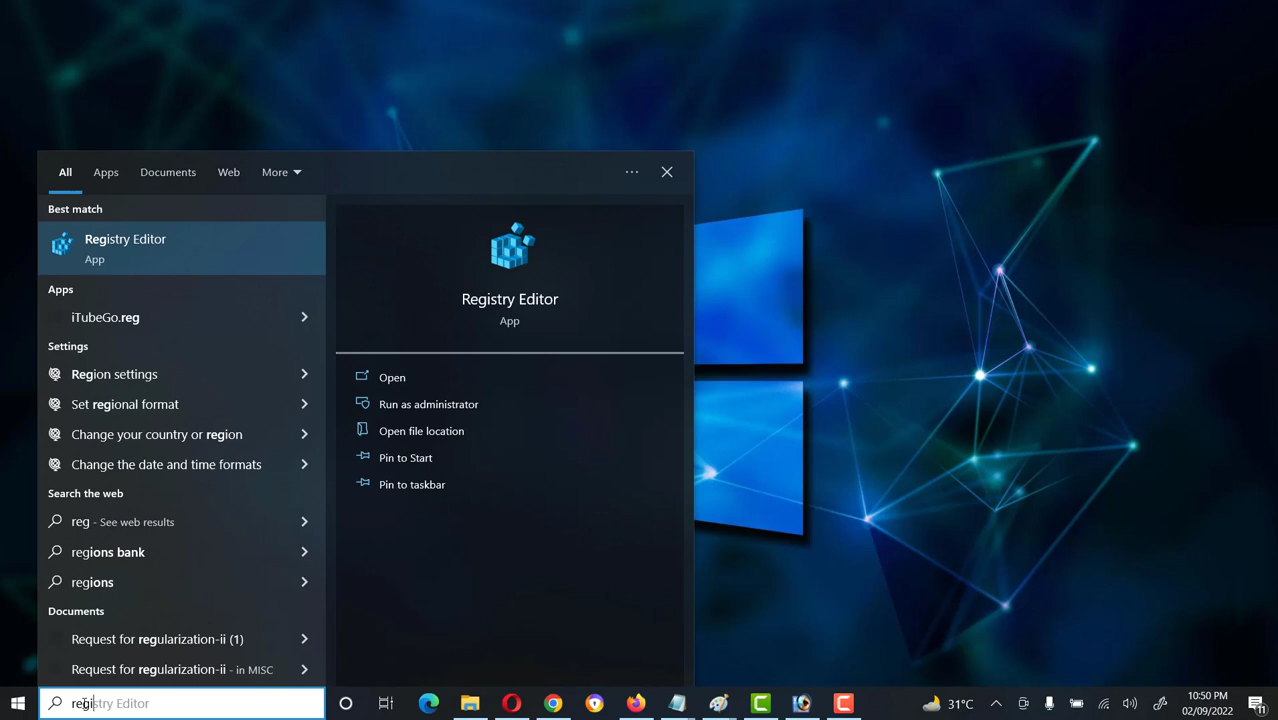 All Apps Documents Web More
Best match
Registry Editor
App
Apps
iTubeGo.reg
Settings
Region settings
Set regional format
Change your country or region
Change the date and time formats
Search the web
reg - See web results
regions bank
regions
Documents
Request for regularization-ii (1)
Request for regularization-ii - in MISC
Registry Editor
App
Open
Run as administrator
Open file location
Pin to Start
Pin to taskbar
registry Editor
31°C
10:50 PM
02/09/2022
11